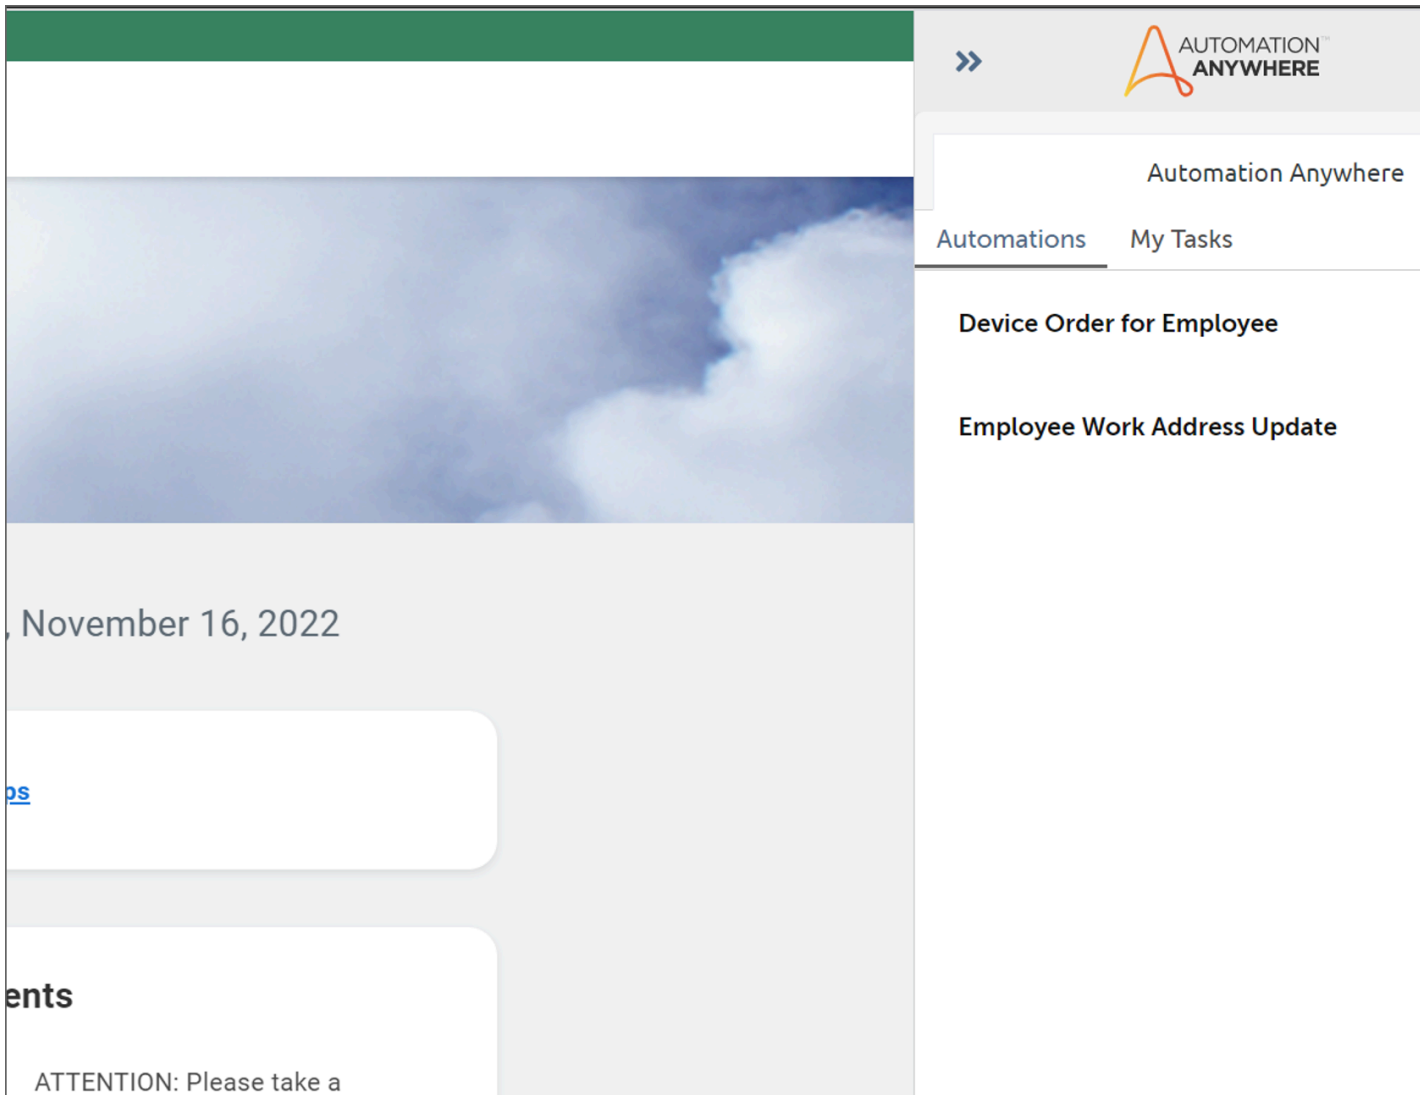 AUTOMATION™
ANYWHERE
Automation Anywhere
Automations My Tasks
Device Order for Employee
Employee Work Address Update
, November 16, 2022
ps
ents
ATTENTION: Please take a